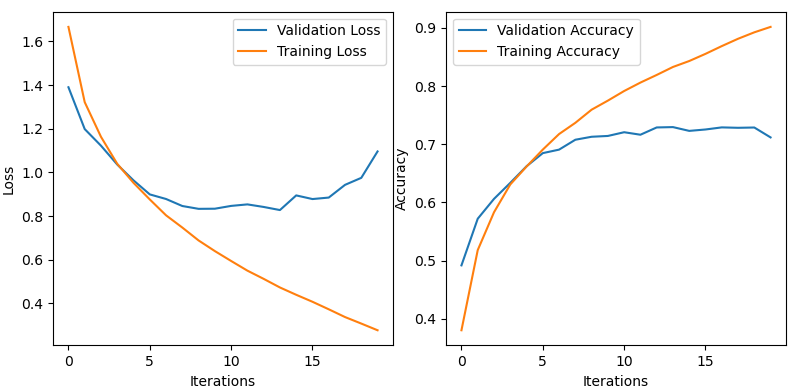 Validation Loss
Training Loss
1.6
1.4
1.2
1.0
0.8
0.6
0.4
Loss
0 5 10 15
Iterations
Validation Accuracy
Training Accuracy
0.9
0.8
0.7
0.6
0.5
0.4
Accuracy
0 5 10 15
Iterations